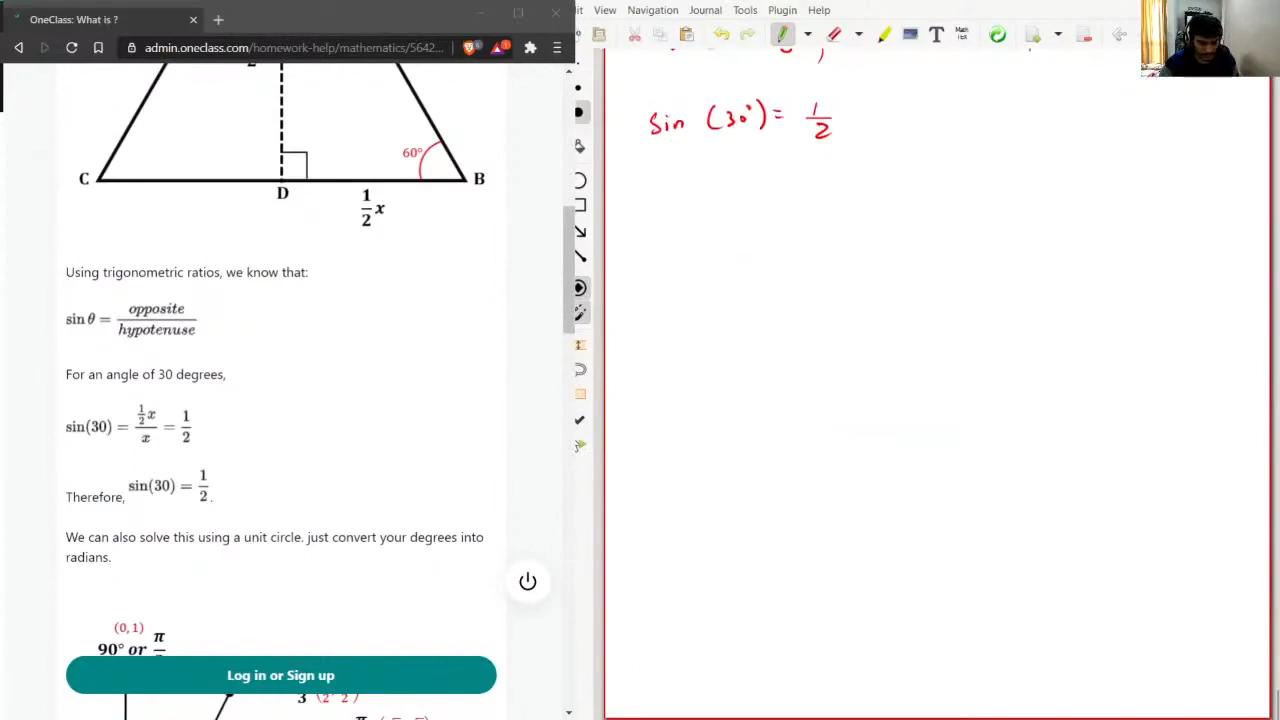 OneClass: What is ?
admin.oneclass.com/homework-help/mathematics/5642...
View Navigation Journal Tools Plugin Help
sin (30°) = 1/2
60°
C
D
B
1/2 x
Using trigonometric ratios, we know that:
sin θ = opposite/hypotenuse
For an angle of 30 degrees,
sin(30) = 1/2 x / x = 1/2
Therefore, sin(30) = 1/2.
We can also solve this using a unit circle. just convert your degrees into
radians.
(0, 1)
90° or π
Log in or Sign up